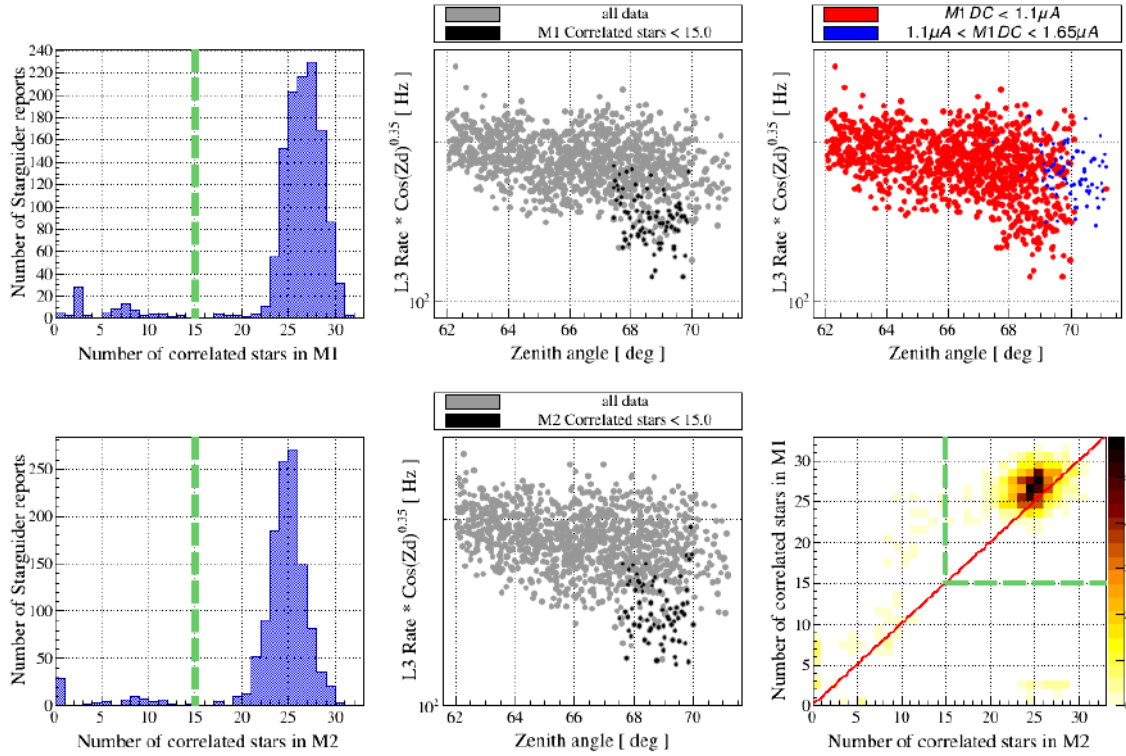 all data
M1 Correlated stars < 15.0
M1 DC < 1.1μA
1.1μA < M1 DC < 1.65μA
Number of Starguider reports
240
220
200
180
160
140
120
100
80
60
40
20
0
0 5 10 15 20 25 30
Number of correlated stars in M1
L3 Rate * Cos(Zd)^0.35 [ Hz ]
10^2
62 64 66 68 70
Zenith angle [ deg ]
L3 Rate * Cos(Zd)^0.35 [ Hz ]
10^2
62 64 66 68 70
Zenith angle [ deg ]
all data
M2 Correlated stars < 15.0
Number of Starguider reports
250
200
150
100
50
0
0 5 10 15 20 25 30
Number of correlated stars in M2
L3 Rate * Cos(Zd)^0.35 [ Hz ]
10^2
62 64 66 68 70
Zenith angle [ deg ]
Number of correlated stars in M1
30
25
20
15
10
5
0
0 5 10 15 20 25 30
Number of correlated stars in M2